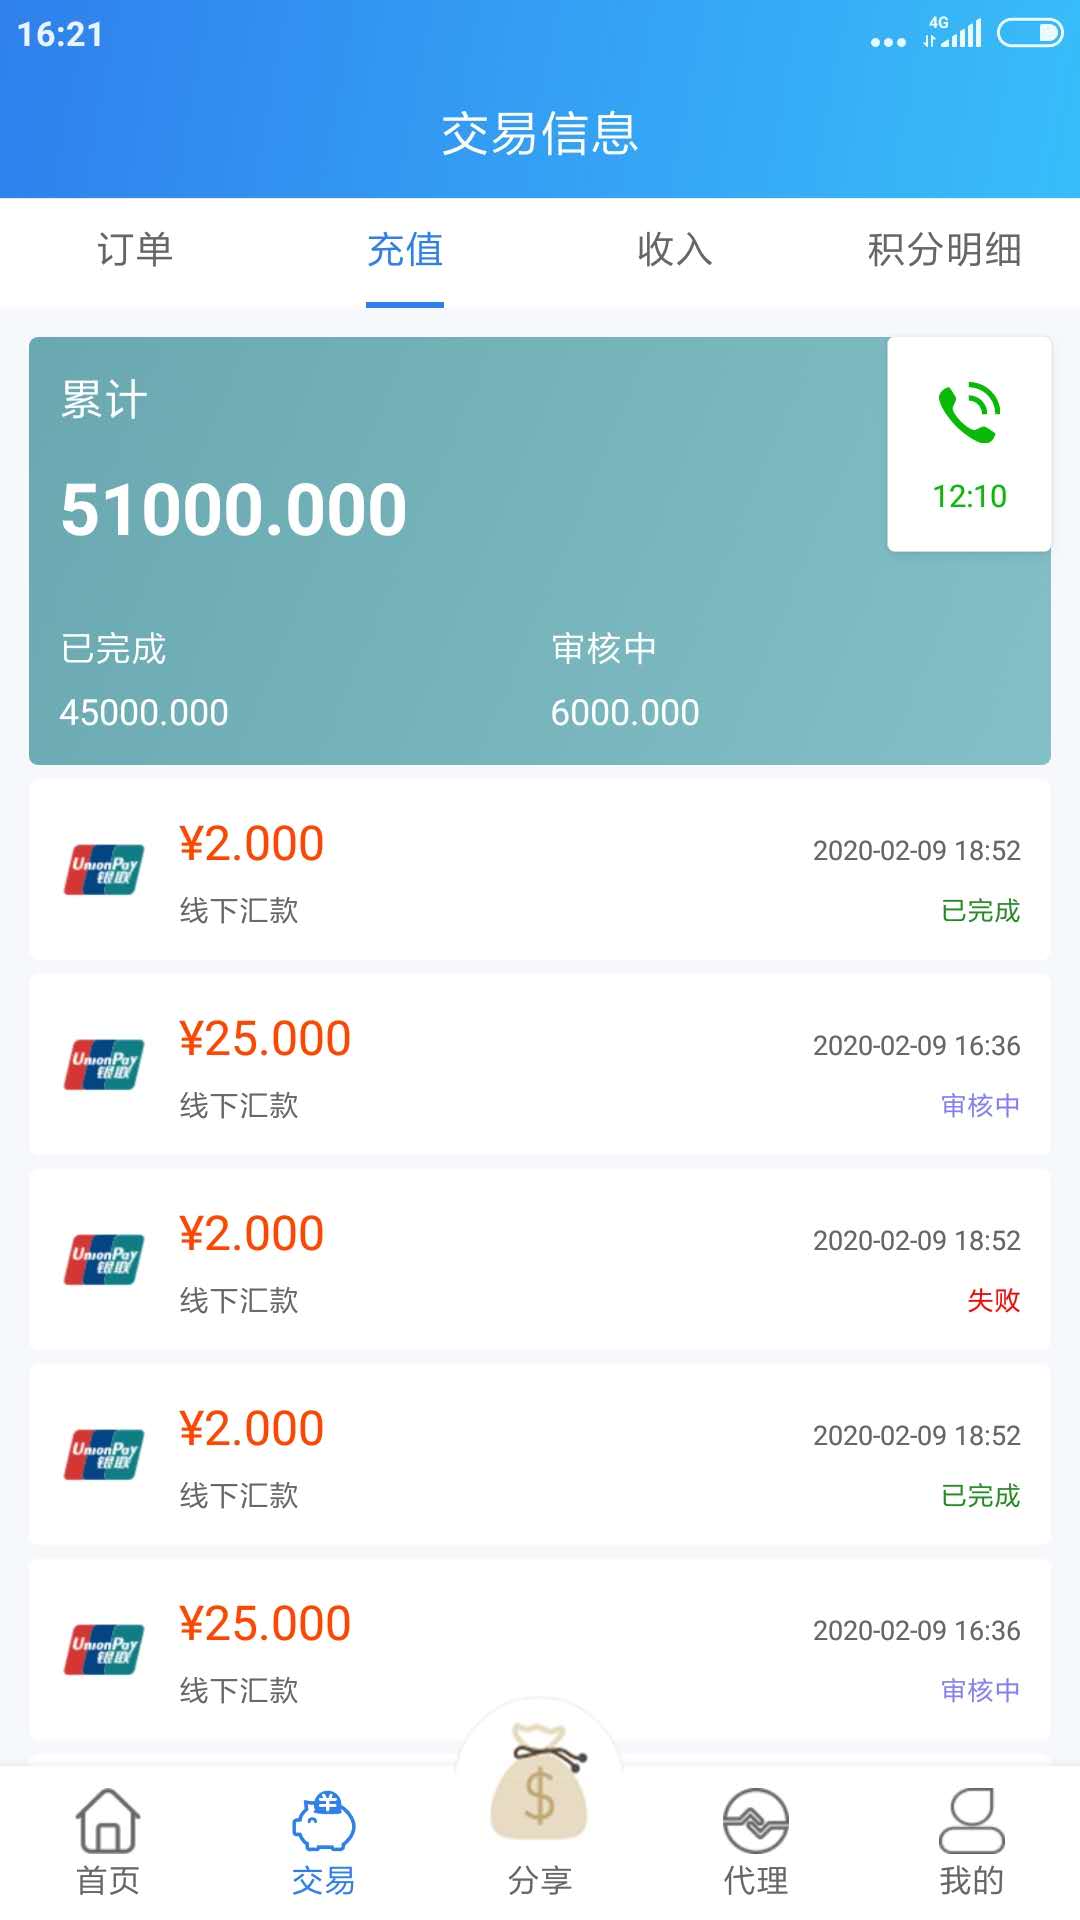 16:21
4G
交易信息
订单 充值 收入 积分明细
累计
12:10
51000.000
已完成 审核中
45000.000 6000.000
UnionPay 银联
¥2.000 2020-02-09 18:52
线下汇款 已完成
UnionPay 银联
¥25.000 2020-02-09 16:36
线下汇款 审核中
UnionPay 银联
¥2.000 2020-02-09 18:52
线下汇款 失败
UnionPay 银联
¥2.000 2020-02-09 18:52
线下汇款 已完成
UnionPay 银联
¥25.000 2020-02-09 16:36
线下汇款 审核中
¥ $
首页 交易 分享 代理 我的